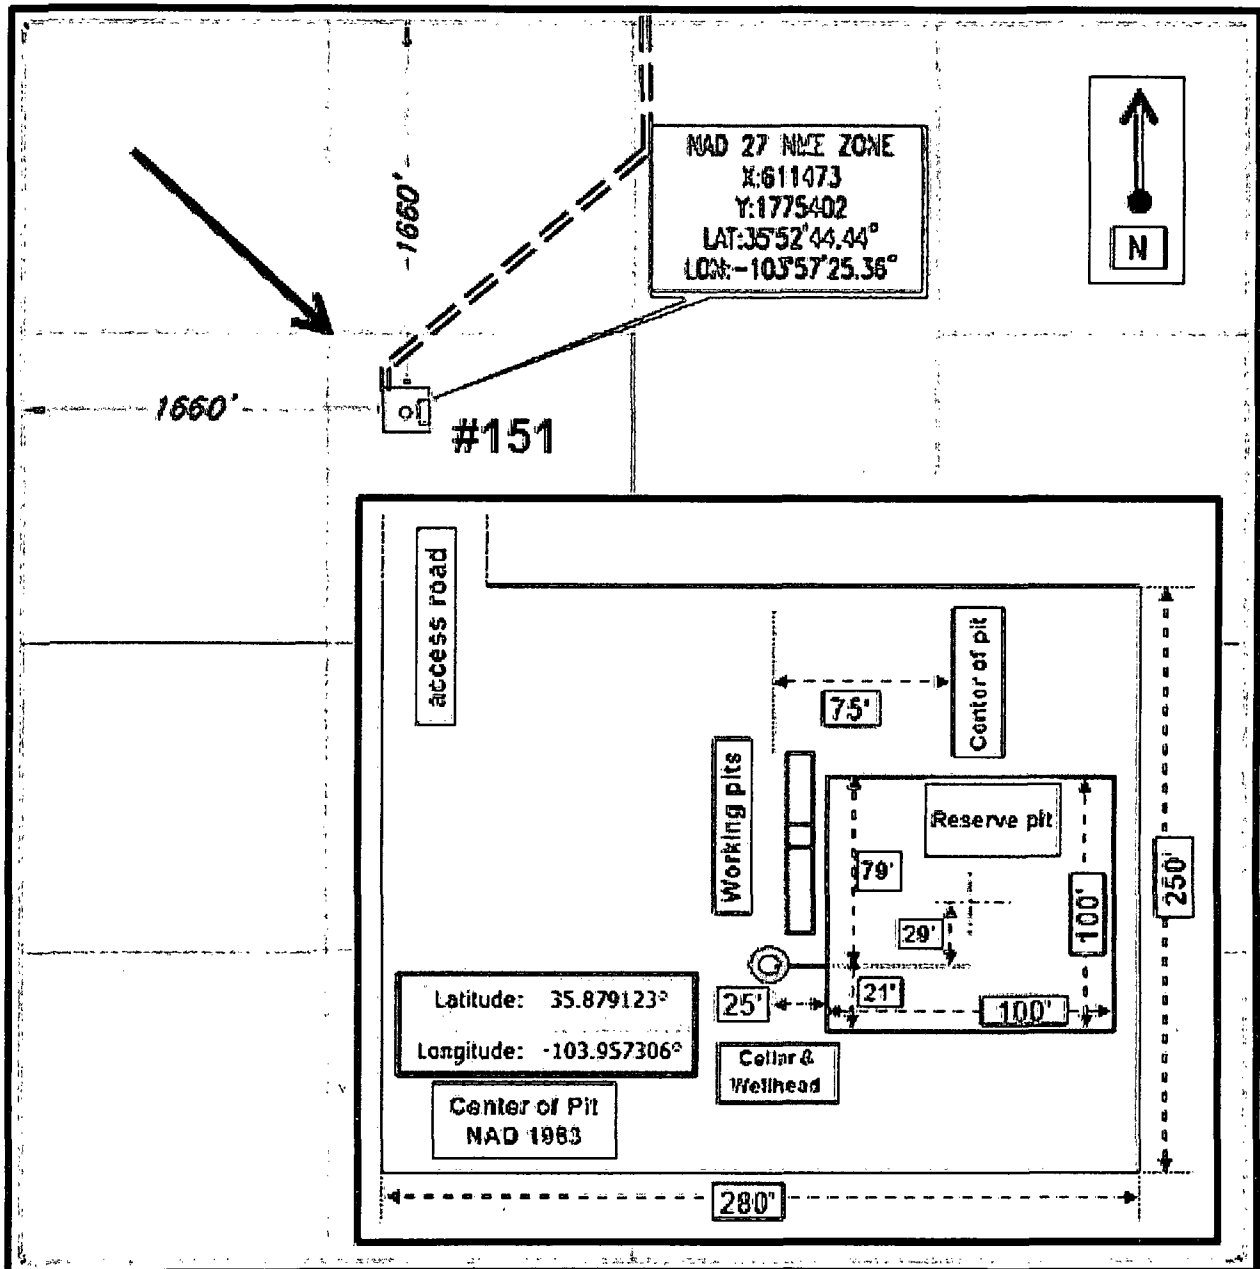 1660'
NAD 27 NME ZONE
X:611473
Y:1775402
LAT:35°52'44.44"
LON:-103°57'25.36"
N
1660'
#151
access road
Center of pit
75'
Working pits
Reserve pit
79'
100'
250'
29'
25'
21'
100'
Latitude: 35.879123°
Longitude: -103.957306°
Cellar &
Wellhead
Center of Pit
NAD 1983
280'